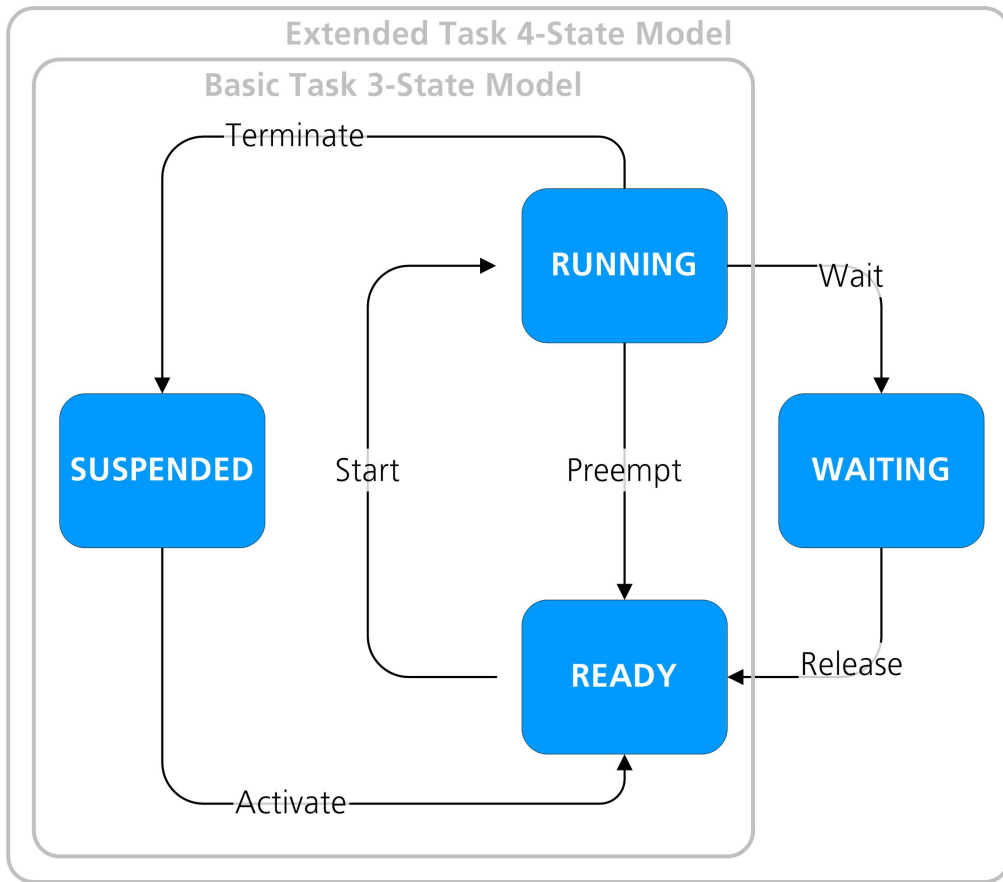 Extended Task 4-State Model
Basic Task 3-State Model
Terminate
RUNNING
Wait
SUSPENDED
Start
Preempt
WAITING
READY
Release
Activate